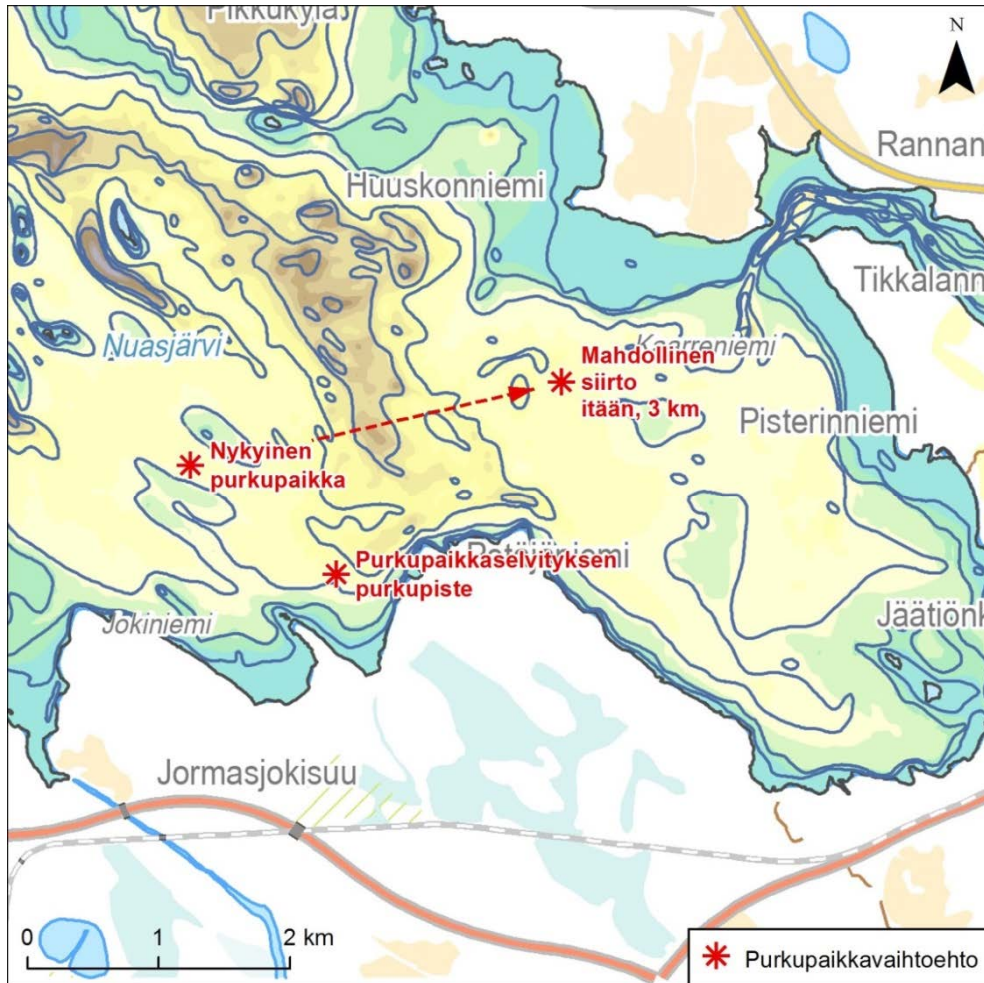 Pikkukylä
N
Rannan
Huuskonniemi
Tikkalann
Nuasjärvi
Kaarreniemi
Mahdollinen
siirto
itään, 3 km
Pisterinniemi
Nykyinen
purkupaikka
Purkupaikkaselvityksen
purkupiste
Jokiniemi
Jäätiönk
Jormasjokisuu
0 1 2 km
Purkupaikkavaihtoehto